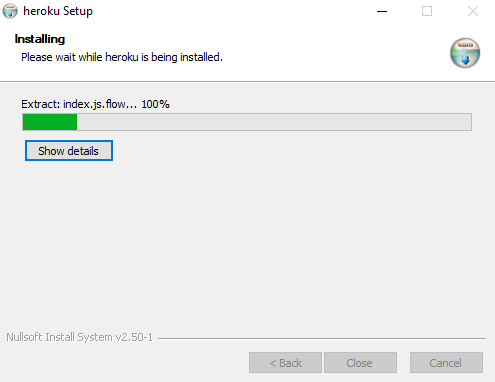 heroku Setup
Installing
Please wait while heroku is being installed.
Extract: index.js.flow... 100%
Show details
Nullsoft Install System v2.50-1
< Back
Close
Cancel